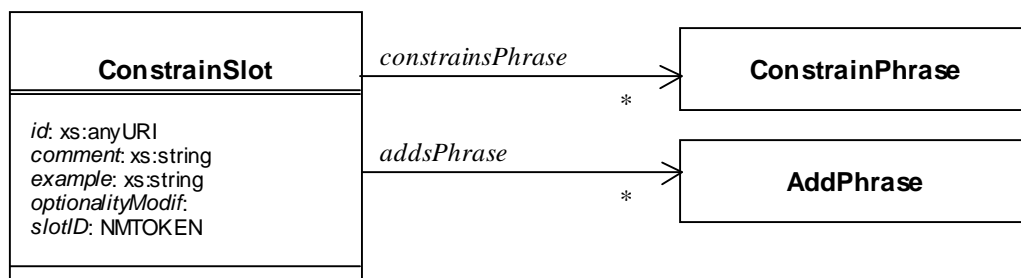 ConstrainSlot
id: xs:anyURI
comment: xs:string
example: xs:string
optionalityModif:
slotID: NMTOKEN
constrainsPhrase
*
ConstrainPhrase
addsPhrase
*
AddPhrase